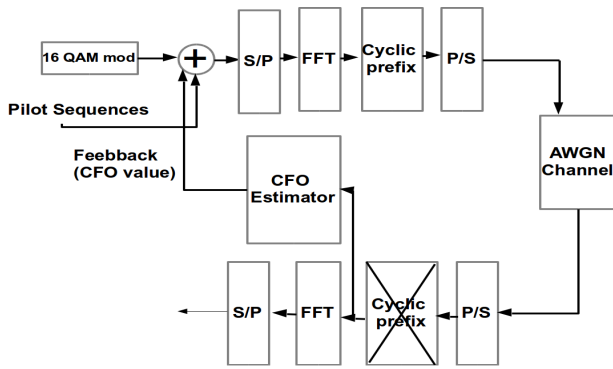 16 QAM mod
+
S/P
FFT
Cyclic
prefix
P/S
Pilot Sequences
Feebback
(CFO value)
CFO
Estimator
AWGN
Channel
S/P
FFT
Cyclic
prefix
P/S